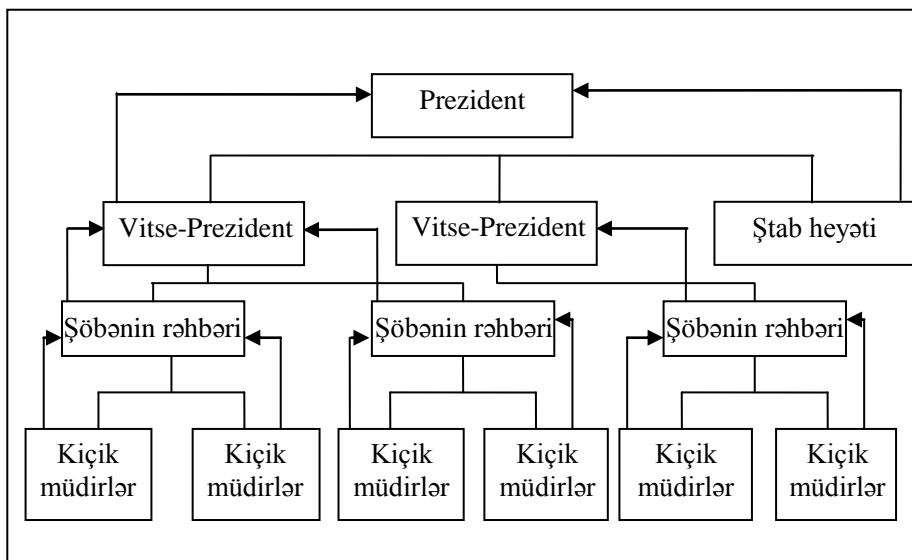 Prezident
Vitse-Prezident
Vitse-Prezident
Ştab heyəti
Şöbənin rəhbəri
Şöbənin rəhbəri
Şöbənin rəhbəri
Kiçik
müdirlər
Kiçik
müdirlər
Kiçik
müdirlər
Kiçik
müdirlər
Kiçik
müdirlər
Kiçik
müdirlər